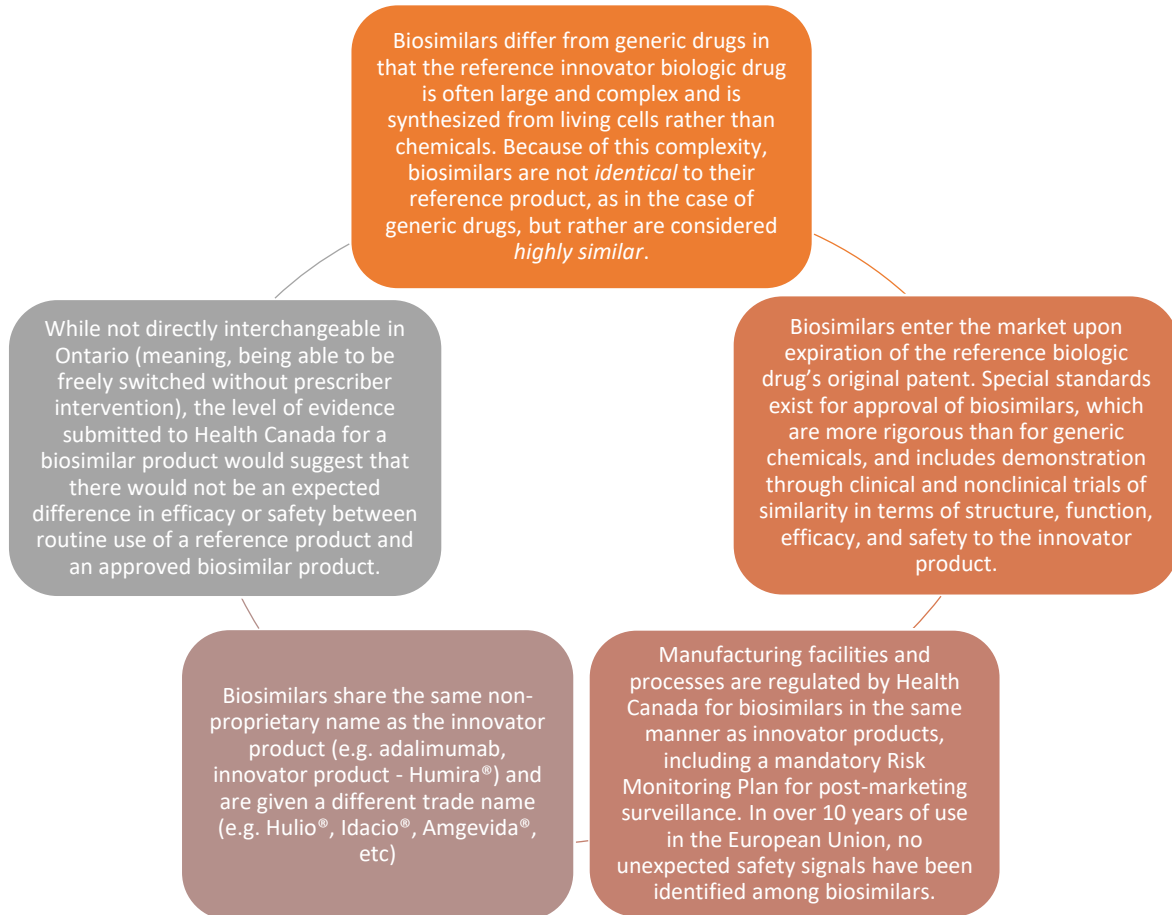 Biosimilars differ from generic drugs in
that the reference innovator biologic drug
is often large and complex and is
synthesized from living cells rather than
chemicals. Because of this complexity,
biosimilars are not identical to their
reference product, as in the case of
generic drugs, but rather are considered
highly similar.
Biosimilars enter the market upon
expiration of the reference biologic
drug’s original patent. Special standards
exist for approval of biosimilars, which
are more rigorous than for generic
chemicals, and includes demonstration
through clinical and nonclinical trials of
similarity in terms of structure, function,
efficacy, and safety to the innovator
product.
Manufacturing facilities and
processes are regulated by Health
Canada for biosimilars in the same
manner as innovator products,
including a mandatory Risk
Monitoring Plan for post-marketing
surveillance. In over 10 years of use
in the European Union, no
unexpected safety signals have been
identified among biosimilars.
Biosimilars share the same non-
proprietary name as the innovator
product (e.g. adalimumab,
innovator product - Humira®) and
are given a different trade name
(e.g. Hulio®, Idacio®, Amgevida®,
etc)
While not directly interchangeable in
Ontario (meaning, being able to be
freely switched without prescriber
intervention), the level of evidence
submitted to Health Canada for a
biosimilar product would suggest that
there would not be an expected
difference in efficacy or safety between
routine use of a reference product and
an approved biosimilar product.